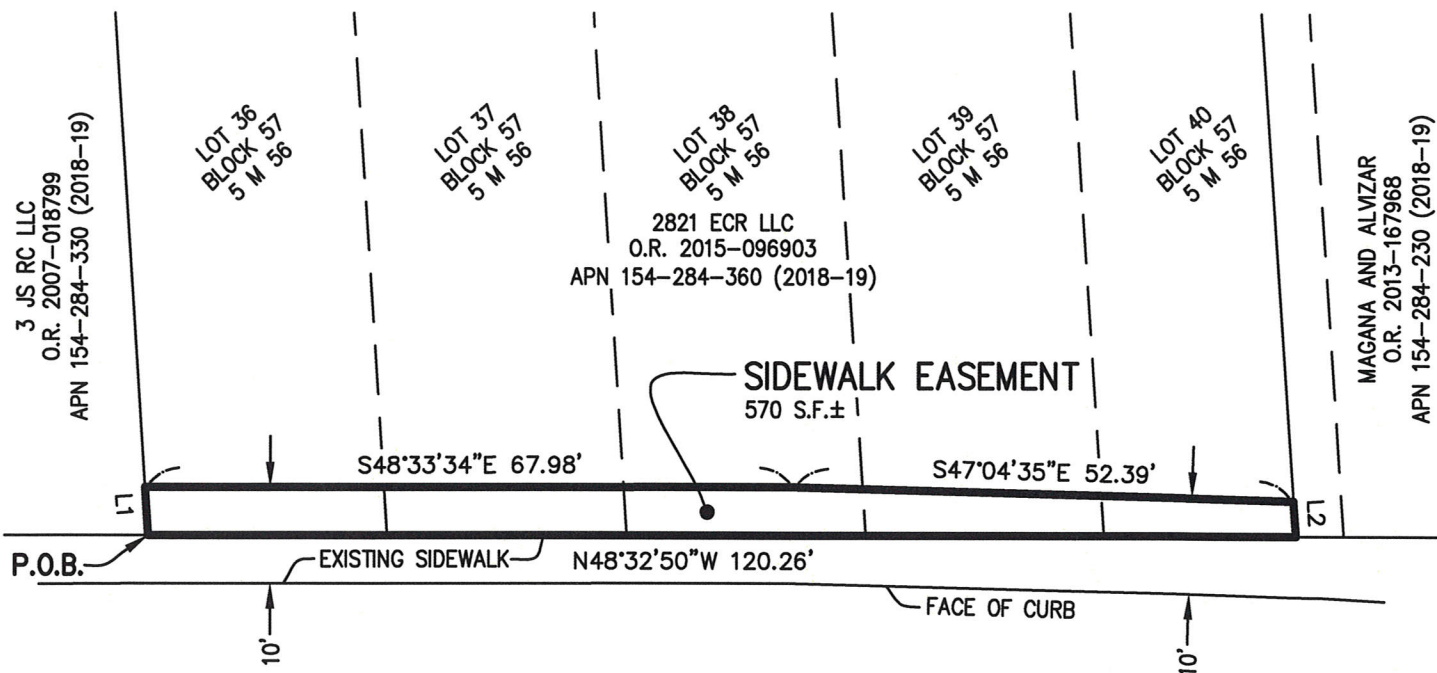 3 JS RC LLC
O.R. 2007-018799
APN 154-284-330 (2018-19)
LOT 36
BLOCK 57
5 M 56
LOT 37
BLOCK 57
5 M 56
LOT 38
BLOCK 57
5 M 56
LOT 39
BLOCK 57
5 M 56
LOT 40
BLOCK 57
5 M 56
MAGANA AND ALVIZAR
O.R. 2013-167968
APN 154-284-230 (2018-19)
2821 ECR LLC
O.R. 2015-096903
APN 154-284-360 (2018-19)
SIDEWALK EASEMENT
570 S.F.±
S48°33'34"E 67.98'
S47°04'35"E 52.39'
L1
L2
P.O.B.
EXISTING SIDEWALK
N48°32'50"W 120.26'
FACE OF CURB
10'
10'